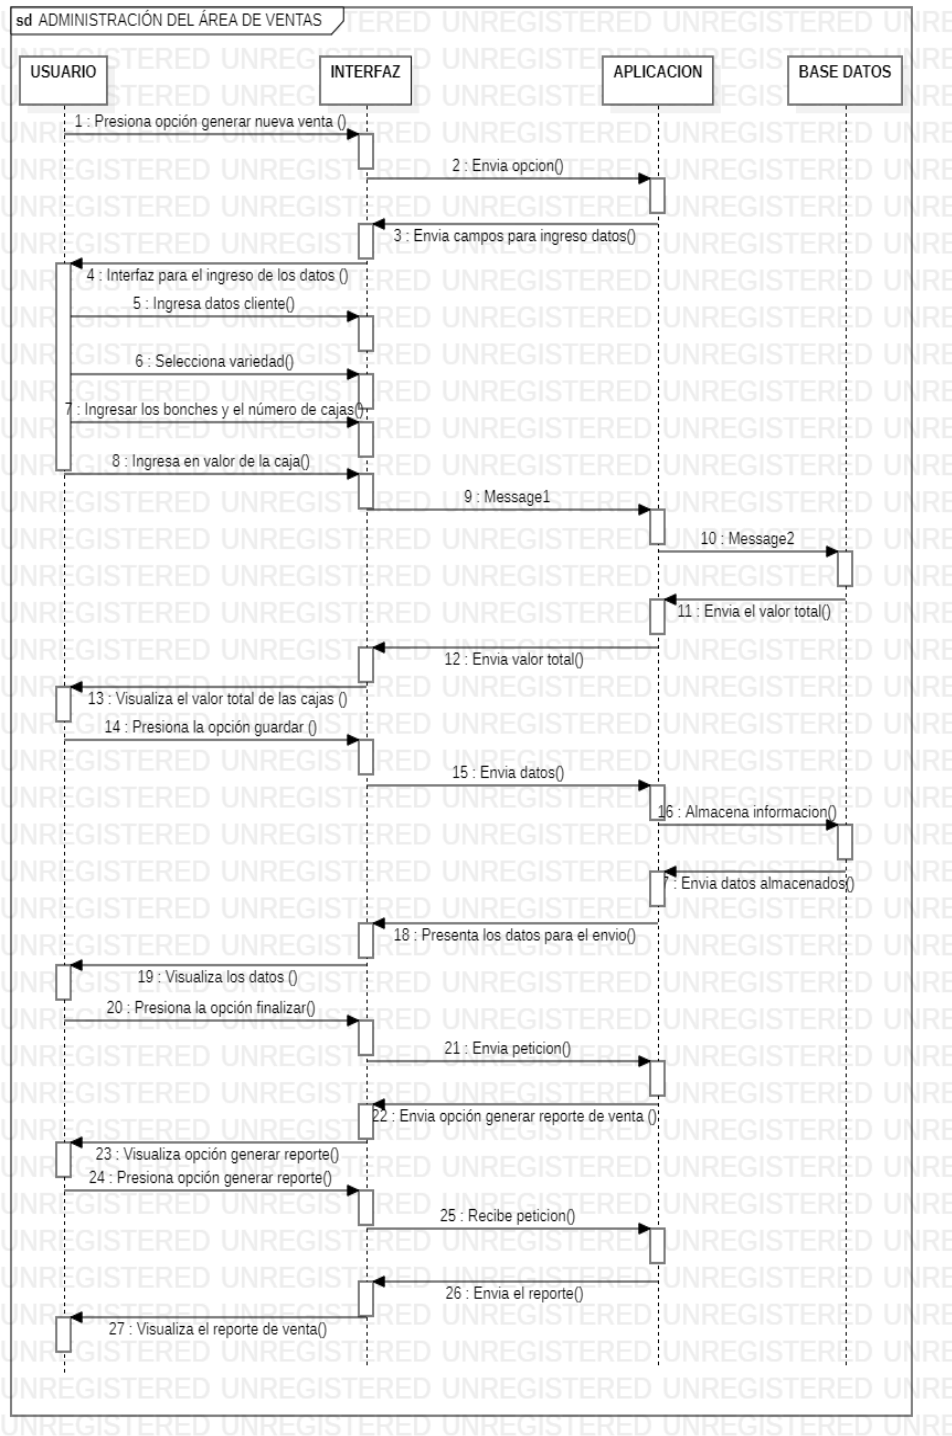 sd ADMINISTRACIÓN DEL ÁREA DE VENTAS
USUARIO
INTERFAZ
APLICACION
BASE DATOS
1 : Presiona opción generar nueva venta ()
2 : Envia opcion()
3 : Envia campos para ingreso datos()
4 : Interfaz para el ingreso de los datos ()
5 : Ingresa datos cliente()
6 : Selecciona variedad()
7 : Ingresar los bonches y el número de cajas()
8 : Ingresa en valor de la caja()
9 : Message1
10 : Message2
11 : Envia el valor total()
12 : Envia valor total()
13 : Visualiza el valor total de las cajas ()
14 : Presiona la opción guardar ()
15 : Envia datos()
16 : Almacena informacion()
7 : Envia datos almacenados()
18 : Presenta los datos para el envio()
19 : Visualiza los datos ()
20 : Presiona la opción finalizar()
21 : Envia peticion()
22 : Envia opción generar reporte de venta ()
23 : Visualiza opción generar reporte()
24 : Presiona opción generar reporte()
25 : Recibe peticion()
26 : Envia el reporte()
27 : Visualiza el reporte de venta()
UNREGISTERED